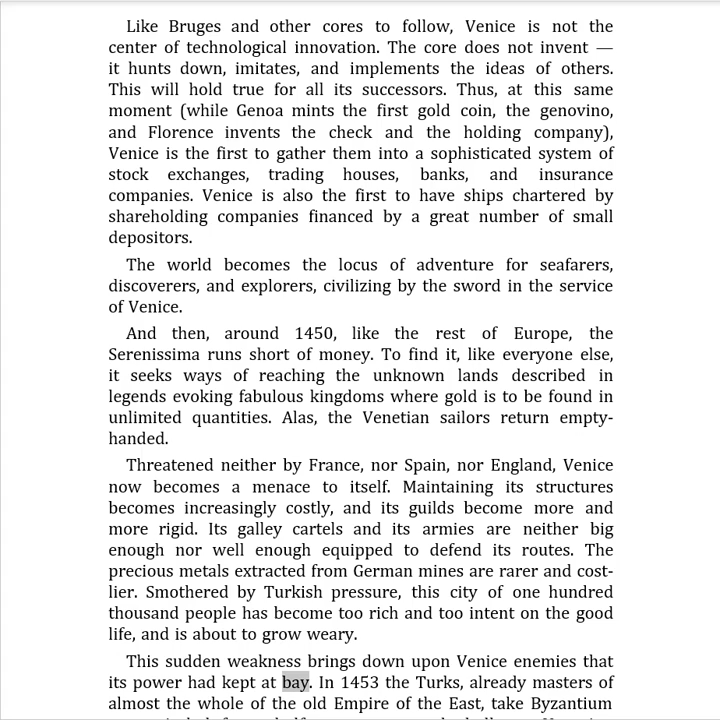 Like Bruges and other cores to follow, Venice is not the
center of technological innovation. The core does not invent —
it hunts down, imitates, and implements the ideas of others.
This will hold true for all its successors. Thus, at this same
moment (while Genoa mints the first gold coin, the genovino,
and Florence invents the check and the holding company),
Venice is the first to gather them into a sophisticated system of
stock exchanges, trading houses, banks, and insurance
companies. Venice is also the first to have ships chartered by
shareholding companies financed by a great number of small
depositors.
The world becomes the locus of adventure for seafarers,
discoverers, and explorers, civilizing by the sword in the service
of Venice.
And then, around 1450, like the rest of Europe, the
Serenissima runs short of money. To find it, like everyone else,
it seeks ways of reaching the unknown lands described in
legends evoking fabulous kingdoms where gold is to be found in
unlimited quantities. Alas, the Venetian sailors return empty-
handed.
Threatened neither by France, nor Spain, nor England, Venice
now becomes a menace to itself. Maintaining its structures
becomes increasingly costly, and its guilds become more and
more rigid. Its galley cartels and its armies are neither big
enough nor well enough equipped to defend its routes. The
precious metals extracted from German mines are rarer and cost-
lier. Smothered by Turkish pressure, this city of one hundred
thousand people has become too rich and too intent on the good
life, and is about to grow weary.
This sudden weakness brings down upon Venice enemies that
its power had kept at bay. In 1453 the Turks, already masters of
almost the whole of the old Empire of the East, take Byzantium